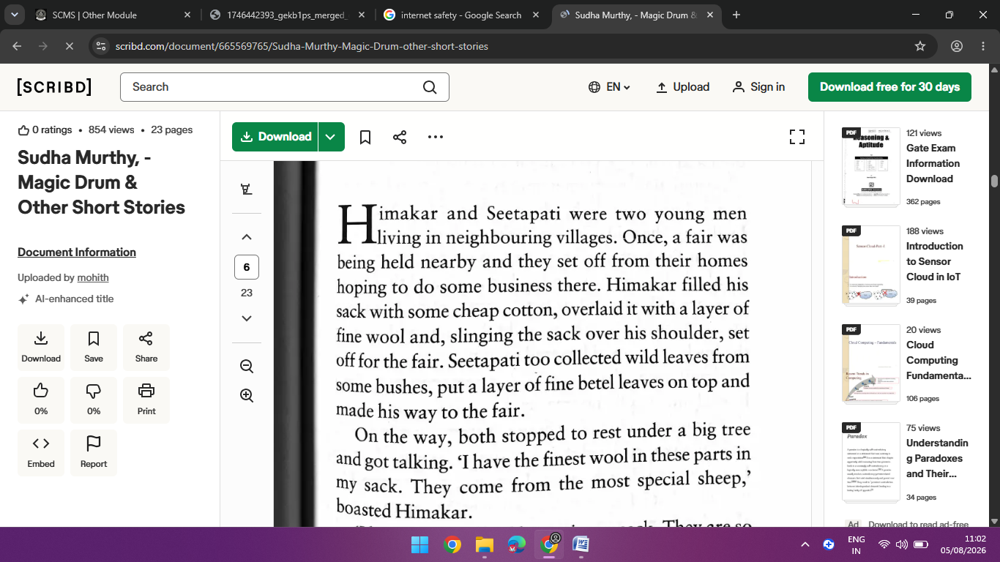 SCMS | Other Module
1746442393_gekb1ps_merged_
internet safety - Google Search
Sudha Murthy, - Magic Drum &
scribd.com/document/665569765/Sudha-Murthy-Magic-Drum-other-short-stories
[SCRIBD]
Search
EN
Upload
Sign in
Download free for 30 days
0 ratings • 854 views • 23 pages
Sudha Murthy, -
Magic Drum &
Other Short Stories
Document Information
Uploaded by mohith
AI-enhanced title
Download
Save
Share
0%
0%
Print
Embed
Report
Download
6
23
Himakar and Seetapati were two young men
living in neighbouring villages. Once, a fair was
being held nearby and they set off from their homes
hoping to do some business there. Himakar filled his
sack with some cheap cotton, overlaid it with a layer of
fine wool and, slinging the sack over his shoulder, set
off for the fair. Seetapati too collected wild leaves from
some bushes, put a layer of fine betel leaves on top and
made his way to the fair.
On the way, both stopped to rest under a big tree
and got talking. ‘I have the finest wool in these parts in
my sack. They come from the most special sheep,’
boasted Himakar.
They are so
PDF
Reasoning &
Aptitude
121 views
Gate Exam
Information
Download
362 pages
PDF
188 views
Introduction
to Sensor
Cloud in IoT
39 pages
PDF
Cloud Computing – Fundamentals
20 views
Cloud
Computing
Fundamenta...
106 pages
PDF
Paradox
75 views
Understandin
g Paradoxes
and Their...
34 pages
Ad
Download to read ad-free
ENG
IN
11:02
05/08/2026